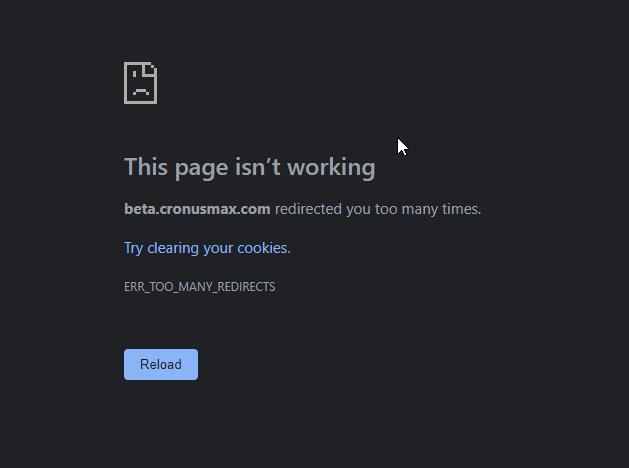 This page isn’t working
beta.cronusmax.com redirected you too many times.
Try clearing your cookies.
ERR_TOO_MANY_REDIRECTS
Reload